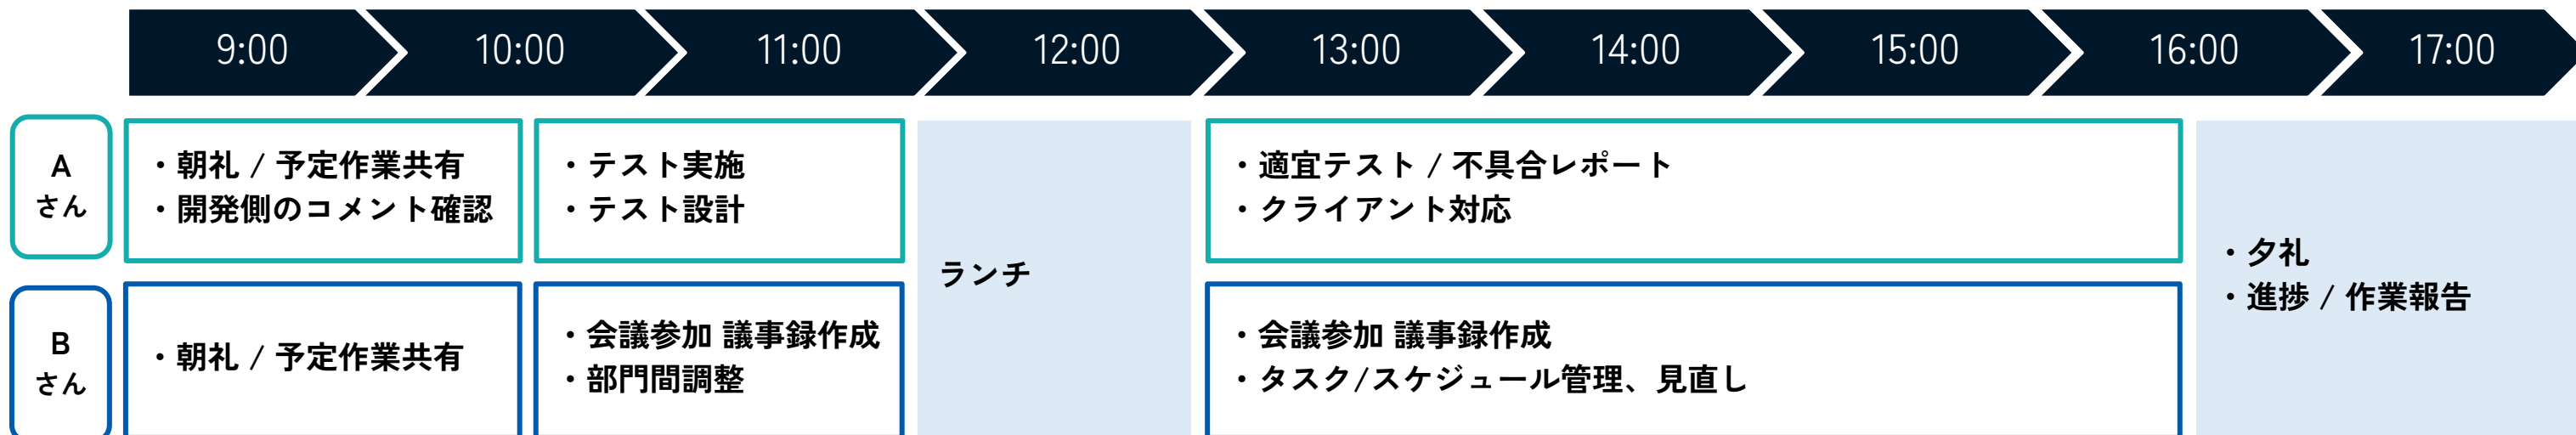 9:00
10:00
11:00
12:00
13:00
14:00
15:00
16:00
17:00
A
さん
・朝礼 / 予定作業共有
・開発側のコメント確認
・テスト実施
・テスト設計
ランチ
・適宜テスト / 不具合レポート
・クライアント対応
・夕礼
・進捗 / 作業報告
B
さん
・朝礼 / 予定作業共有
・会議参加 議事録作成
・部門間調整
・会議参加 議事録作成
・タスク/スケジュール管理、見直し